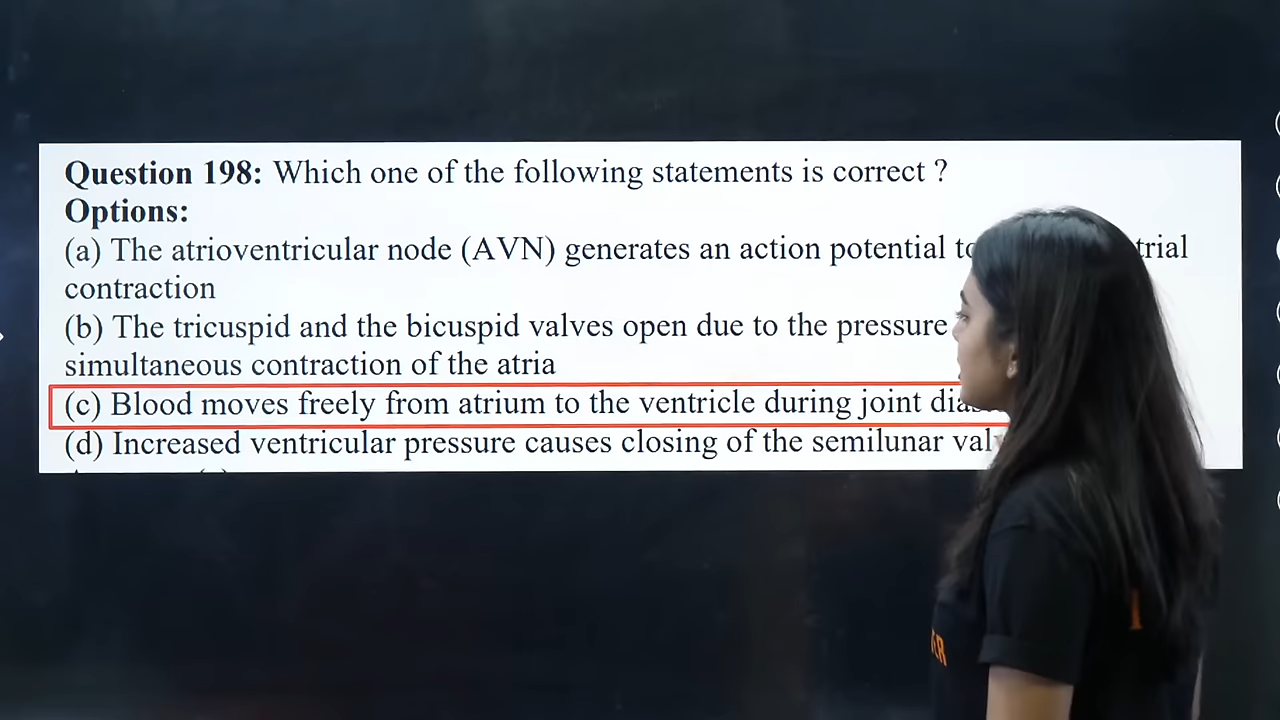 Question 198: Which one of the following statements is correct ?
Options:
(a) The atrioventricular node (AVN) generates an action potential
contraction
(b) The tricuspid and the bicuspid valves open due to the pressure
simultaneous contraction of the atria
(c) Blood moves freely from atrium to the ventricle during joint
(d) Increased ventricular pressure causes closing of the semilunar